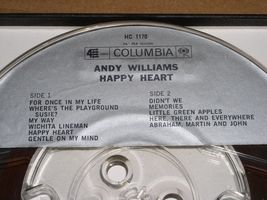 HC 1170
COLUMBIA
ANDY WILLIAMS
HAPPY HEART
SIDE 1
FOR ONCE IN MY LIFE
WHERE'S THE PLAYGROUND
SUSIE?
MY WAY
WICHITA LINEMAN
HAPPY HEART
GENTLE ON MY MIND
SIDE 2
DIDN'T WE
MEMORIES
LITTLE GREEN APPLES
HERE, THERE AND EVERYWHERE
ABRAHAM, MARTIN AND JOHN